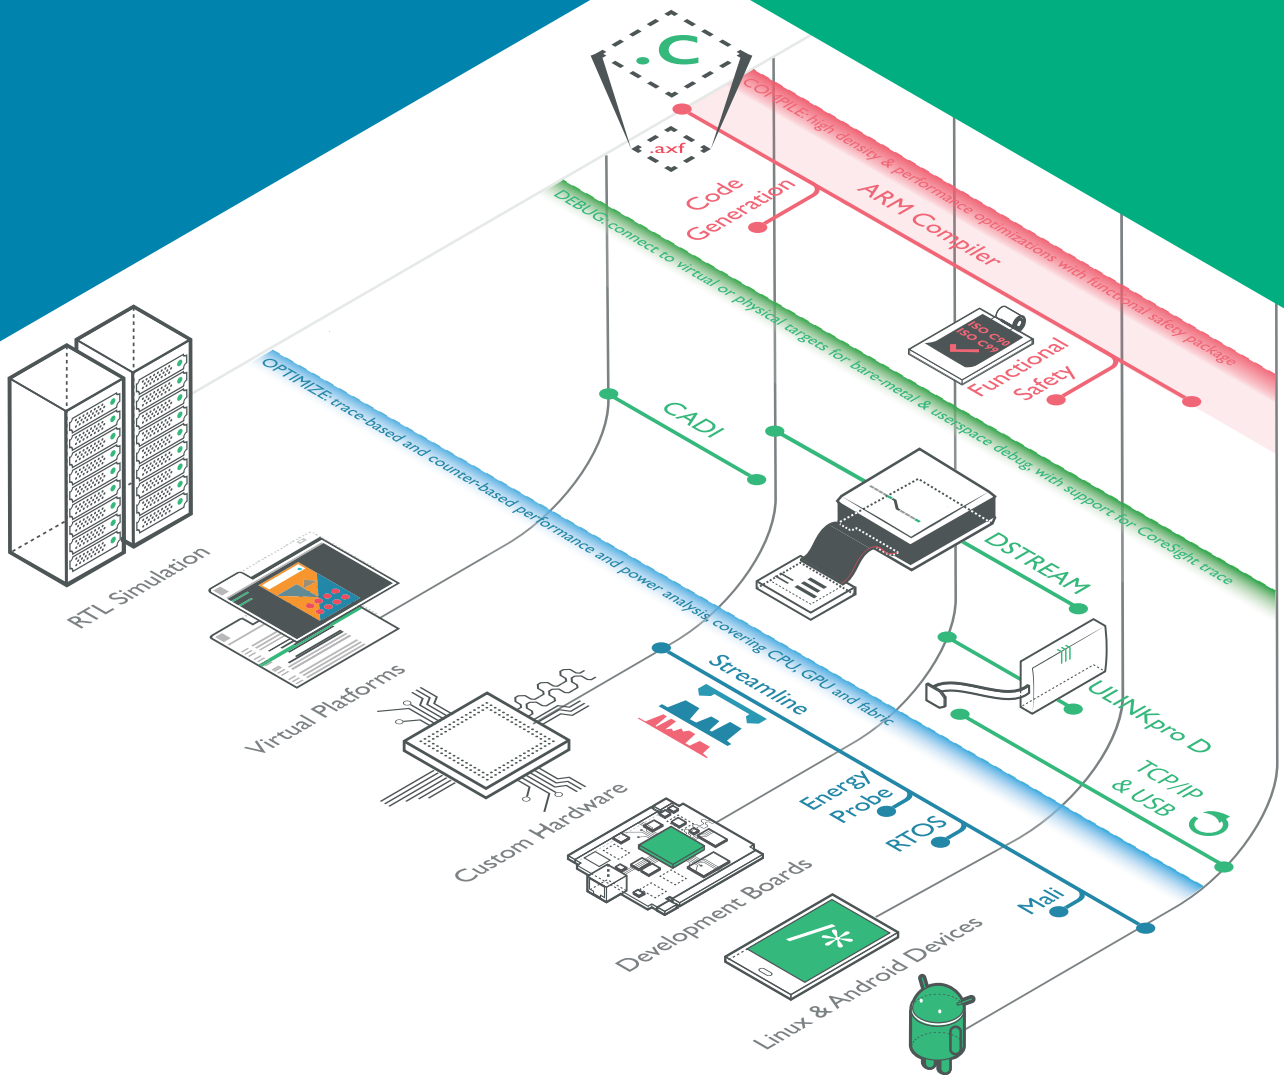 .C
.axf
COMPILE: high density & performance optimizations with functional safety package
Code
Generation
ARM Compiler
ISO C90
ISO C99
Functional
Safety
DEBUG: connect to virtual or physical targets for bare-metal & userspace debug, with support for CoreSight trace
CADI
DSTREAM
ULINKpro D
TCP/IP
& USB
OPTIMIZE: trace-based and counter-based performance and power analysis, covering CPU, GPU and fabric
Streamline
Energy
Probe
RTOS
Mali
RTL Simulation
Virtual Platforms
Custom Hardware
Development Boards
Linux & Android Devices
/*